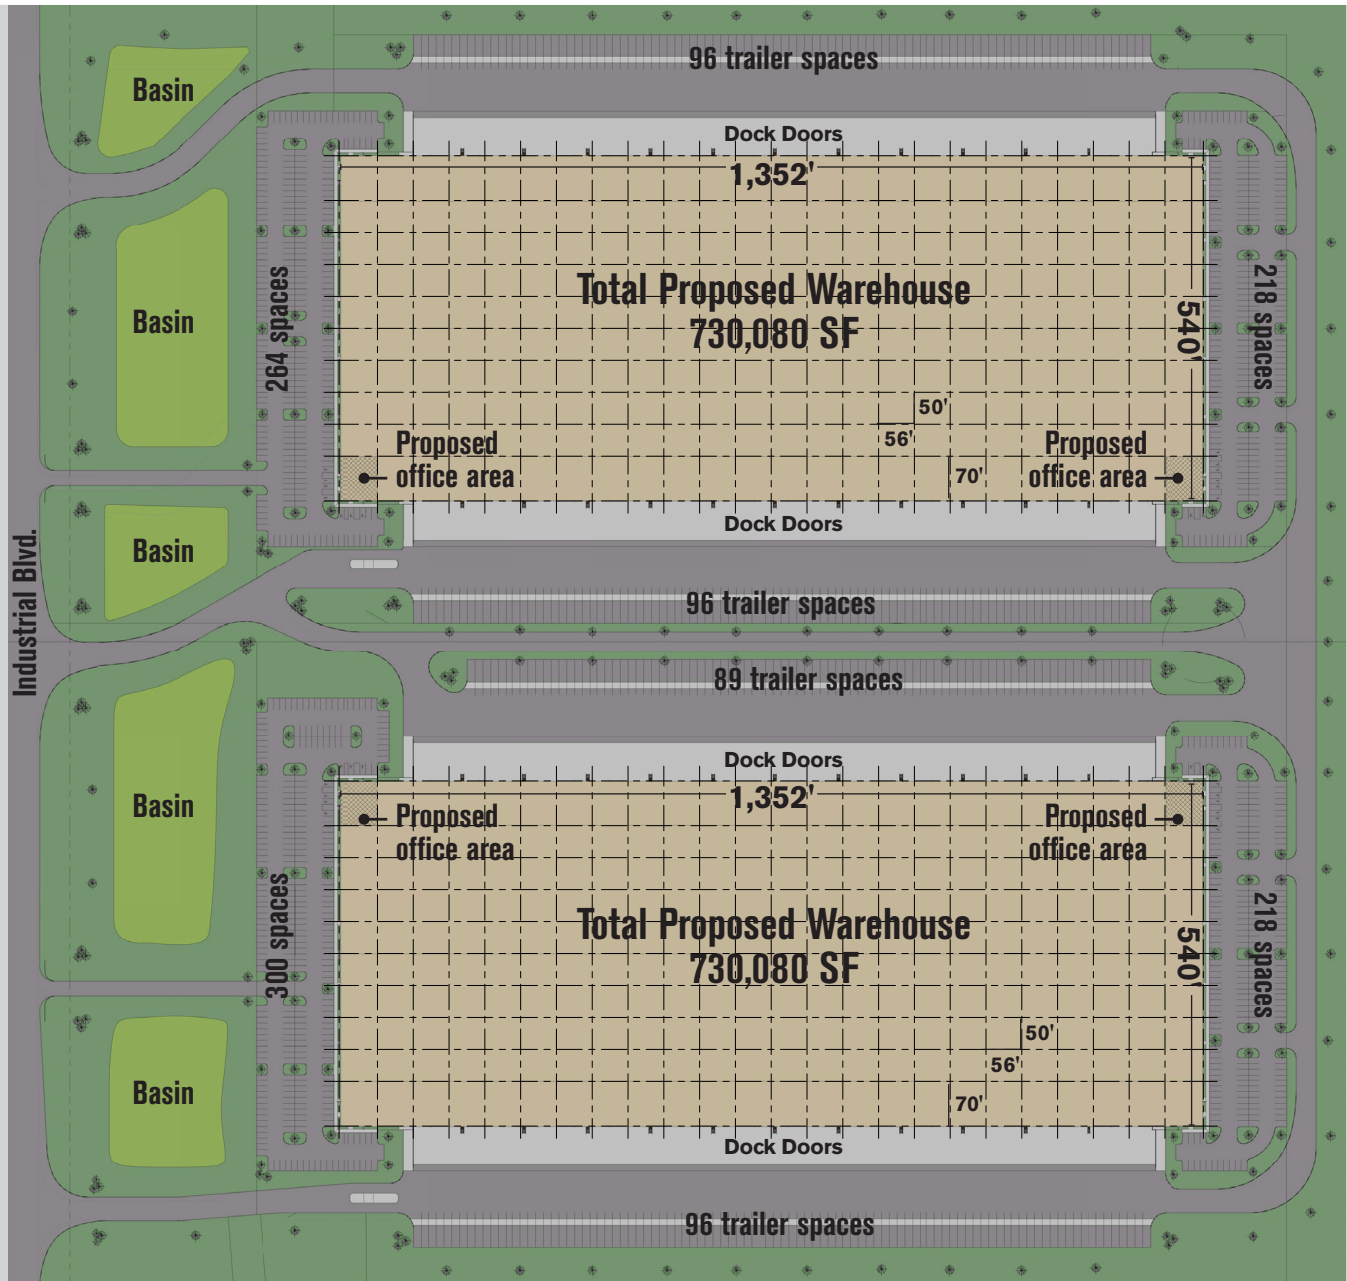 96 trailer spaces
Basin
Dock Doors
1,352'
Basin
264 spaces
Total Proposed Warehouse
730,080 SF
540'
218 spaces
50'
56'
Proposed
office area
70'
Proposed
office area
Dock Doors
Basin
Industrial Blvd.
96 trailer spaces
89 trailer spaces
Dock Doors
1,352'
Basin
Proposed
office area
Proposed
office area
300 spaces
Total Proposed Warehouse
730,080 SF
540'
218 spaces
50'
56'
70'
Basin
Dock Doors
96 trailer spaces